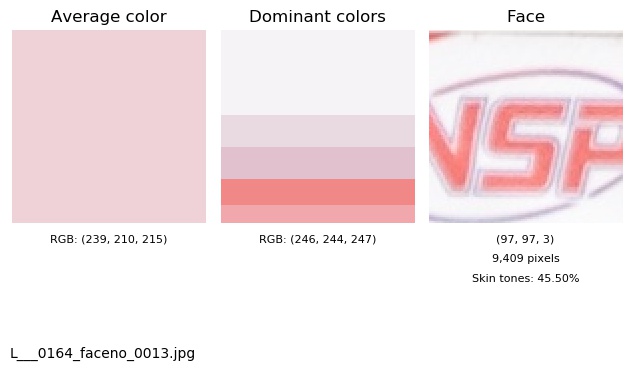 Average color
Dominant colors
Face
NSP
RGB: (239, 210, 215)
RGB: (246, 244, 247)
(97, 97, 3)
9,409 pixels
Skin tones: 45.50%
L___0164_faceno_0013.jpg